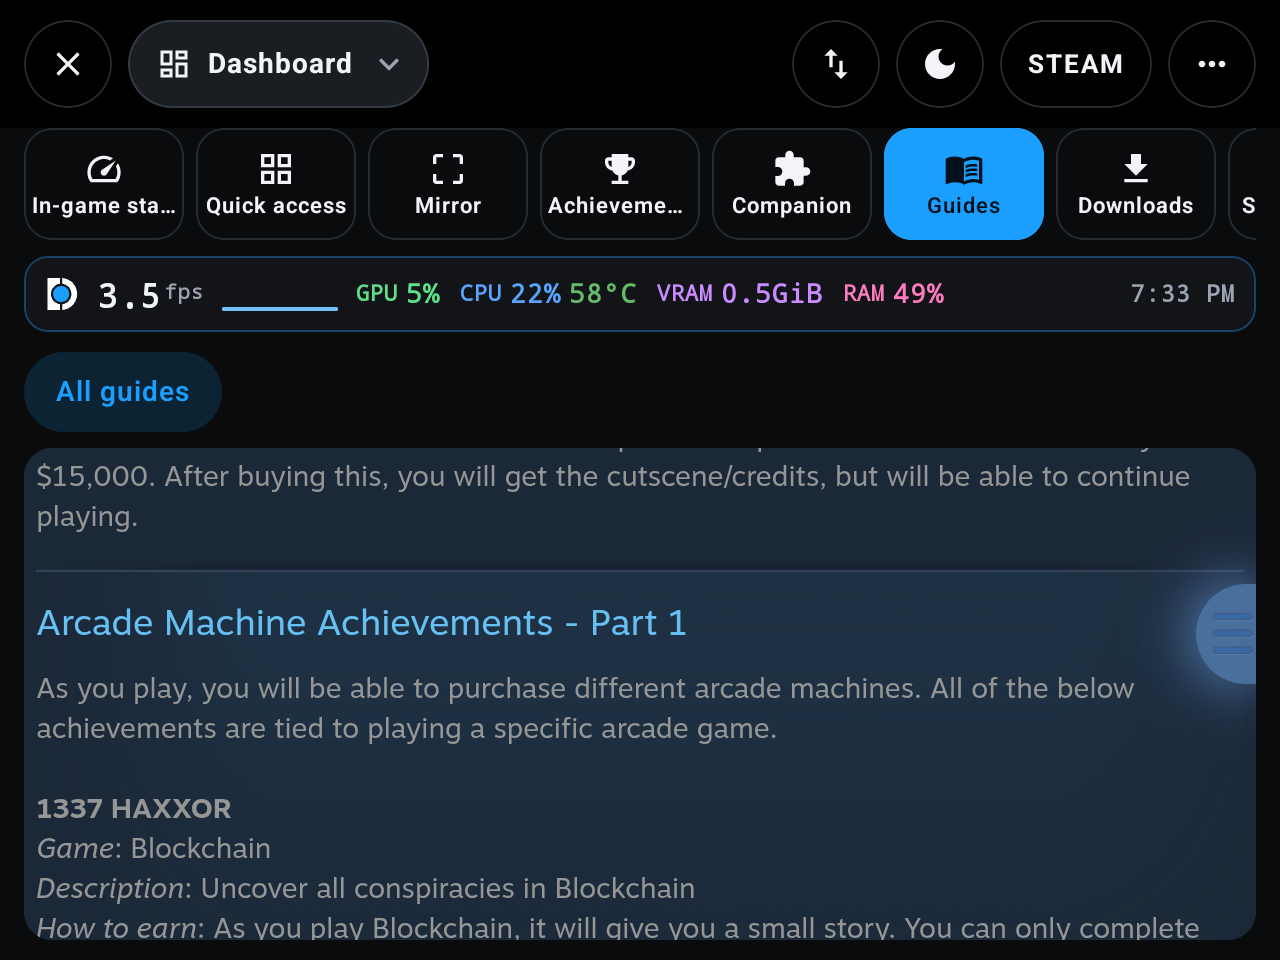 Dashboard
STEAM
In-game sta...
Quick access
Mirror
Achieveme...
Companion
Guides
Downloads
S
3.5 fps GPU 5% CPU 22% 58°C VRAM 0.5GiB RAM 49% 7:33 PM
All guides
$15,000. After buying this, you will get the cutscene/credits, but will be able to continue
playing.
Arcade Machine Achievements - Part 1
As you play, you will be able to purchase different arcade machines. All of the below
achievements are tied to playing a specific arcade game.
1337 HAXXOR
Game: Blockchain
Description: Uncover all conspiracies in Blockchain
How to earn: As you play Blockchain, it will give you a small story. You can only complete